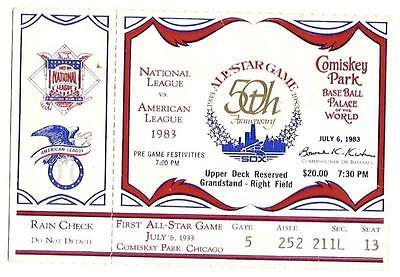 NATIONAL
LEAGUE
AMERICAN LEAGUE
RAIN CHECK
DO NOT DETACH
NATIONAL
LEAGUE
VS.
AMERICAN
LEAGUE
1983
PRE GAME FESTIVITIES
7:00 PM
ALL-STAR GAME
50th
Anniversary
SOX
Upper Deck Reserved
Grandstand - Right Field
Comiskey
Park
BASE BALL
PALACE
OF THE
WORLD
JULY 6, 1983
Bowie K. Kuhn
COMMISSIONER OF BASEBALL
$20.00 7:30 PM
FIRST ALL-STAR GAME
JULY 6, 1933
COMISKEY PARK, CHICAGO
GATE AISLE SEC. SEAT
5 252 211L 13